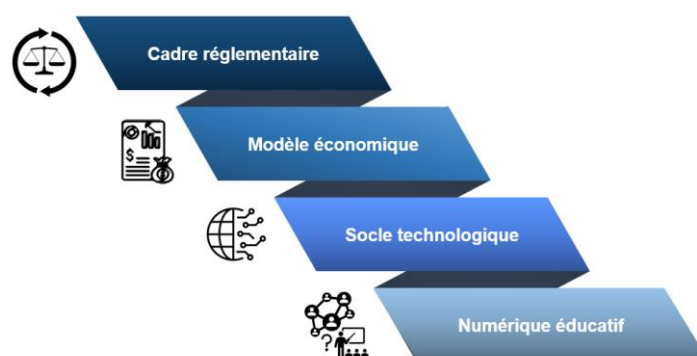 Cadre réglementaire
Modèle économique
$
Socle technologique
Numérique éducatif
?